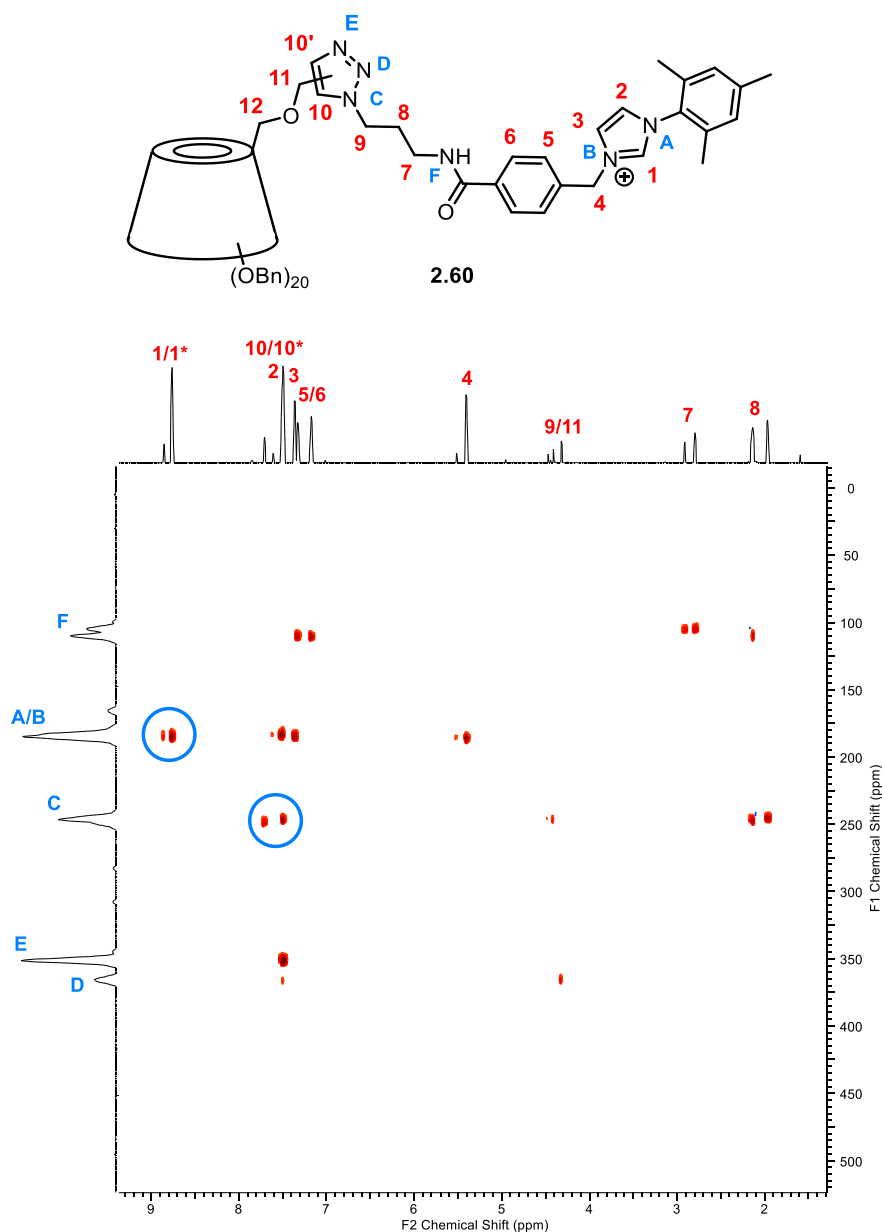 E
10'
N
N
D
11
C
12
O
10
N
8
9
7
NH
F
O
6
5
4
3
2
B
N
N
A
1
(OBn)20
2.60
1/1*
10/10*
2
3
5/6
4
9/11
7
8
F
A/B
C
E
D
0
50
100
150
200
250
300
350
400
450
500
F1 Chemical Shift (ppm)
9 8 7 6 5 4 3 2
F2 Chemical Shift (ppm)